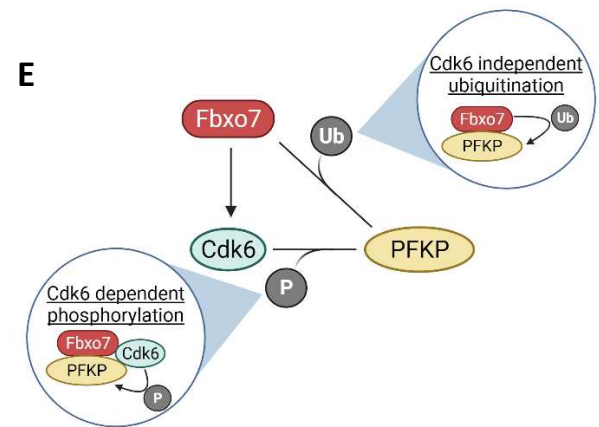 E
Cdk6 independent
ubiquitination
Fbxo7
Ub
PFKP
Fbxo7
Ub
Cdk6
PFKP
P
Cdk6 dependent
phosphorylation
Fbxo7
Cdk6
PFKP
P